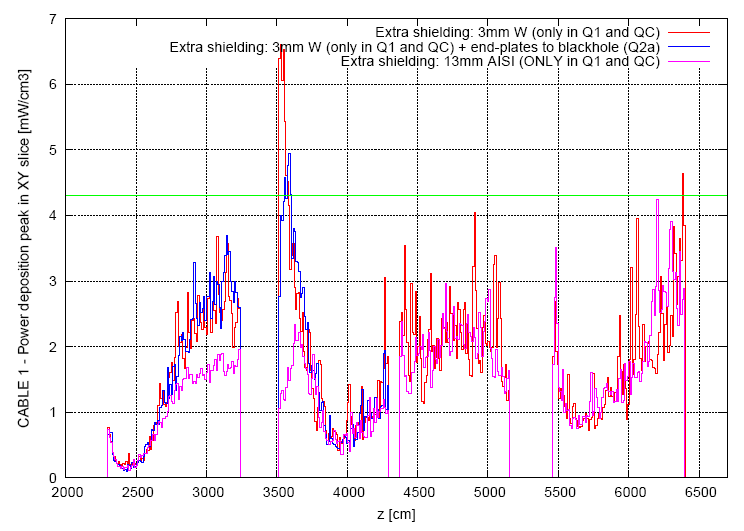 7
Extra shielding: 3mm W (only in Q1 and QC)
Extra shielding: 3mm W (only in Q1 and QC) + end-plates to blackhole (Q2a)
Extra shielding: 13mm AISI (ONLY in Q1 and QC)
6
5
4
3
2
1
0
CABLE 1 - Power deposition peak in XY slice [mW/cm3]
2000 2500 3000 3500 4000 4500 5000 5500 6000 6500
z [cm]